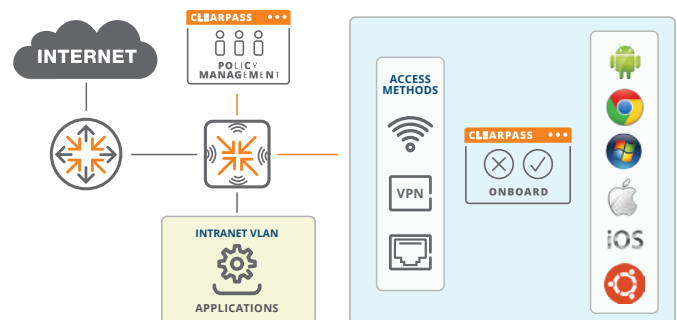 INTERNET
CLEARPASS
POLICY
MANAGEMENT
INTRANET VLAN
APPLICATIONS
ACCESS
METHODS
VPN
CLEARPASS
ONBOARD
iOS